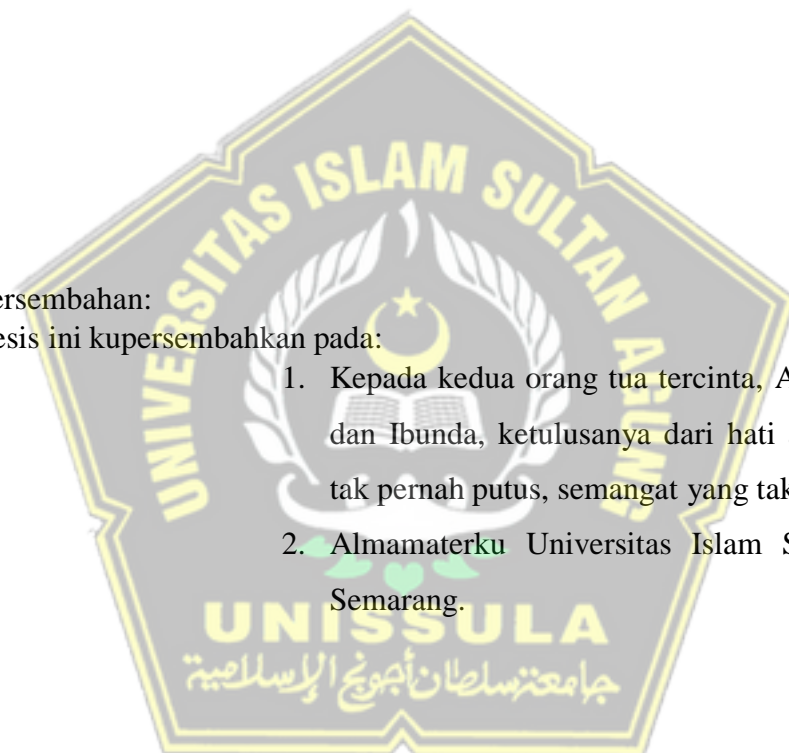 UNIVERSITAS ISLAM SULTAN AGUNG
ersembahan:
esis ini kupersembahkan pada:
1. Kepada kedua orang tua tercinta, A
dan Ibunda, ketulusanya dari hati
tak pernah putus, semangat yang tak
2. Almamaterku Universitas Islam S
Semarang.
UNISSULA
جامعة سلطان أجونج الإسلامية